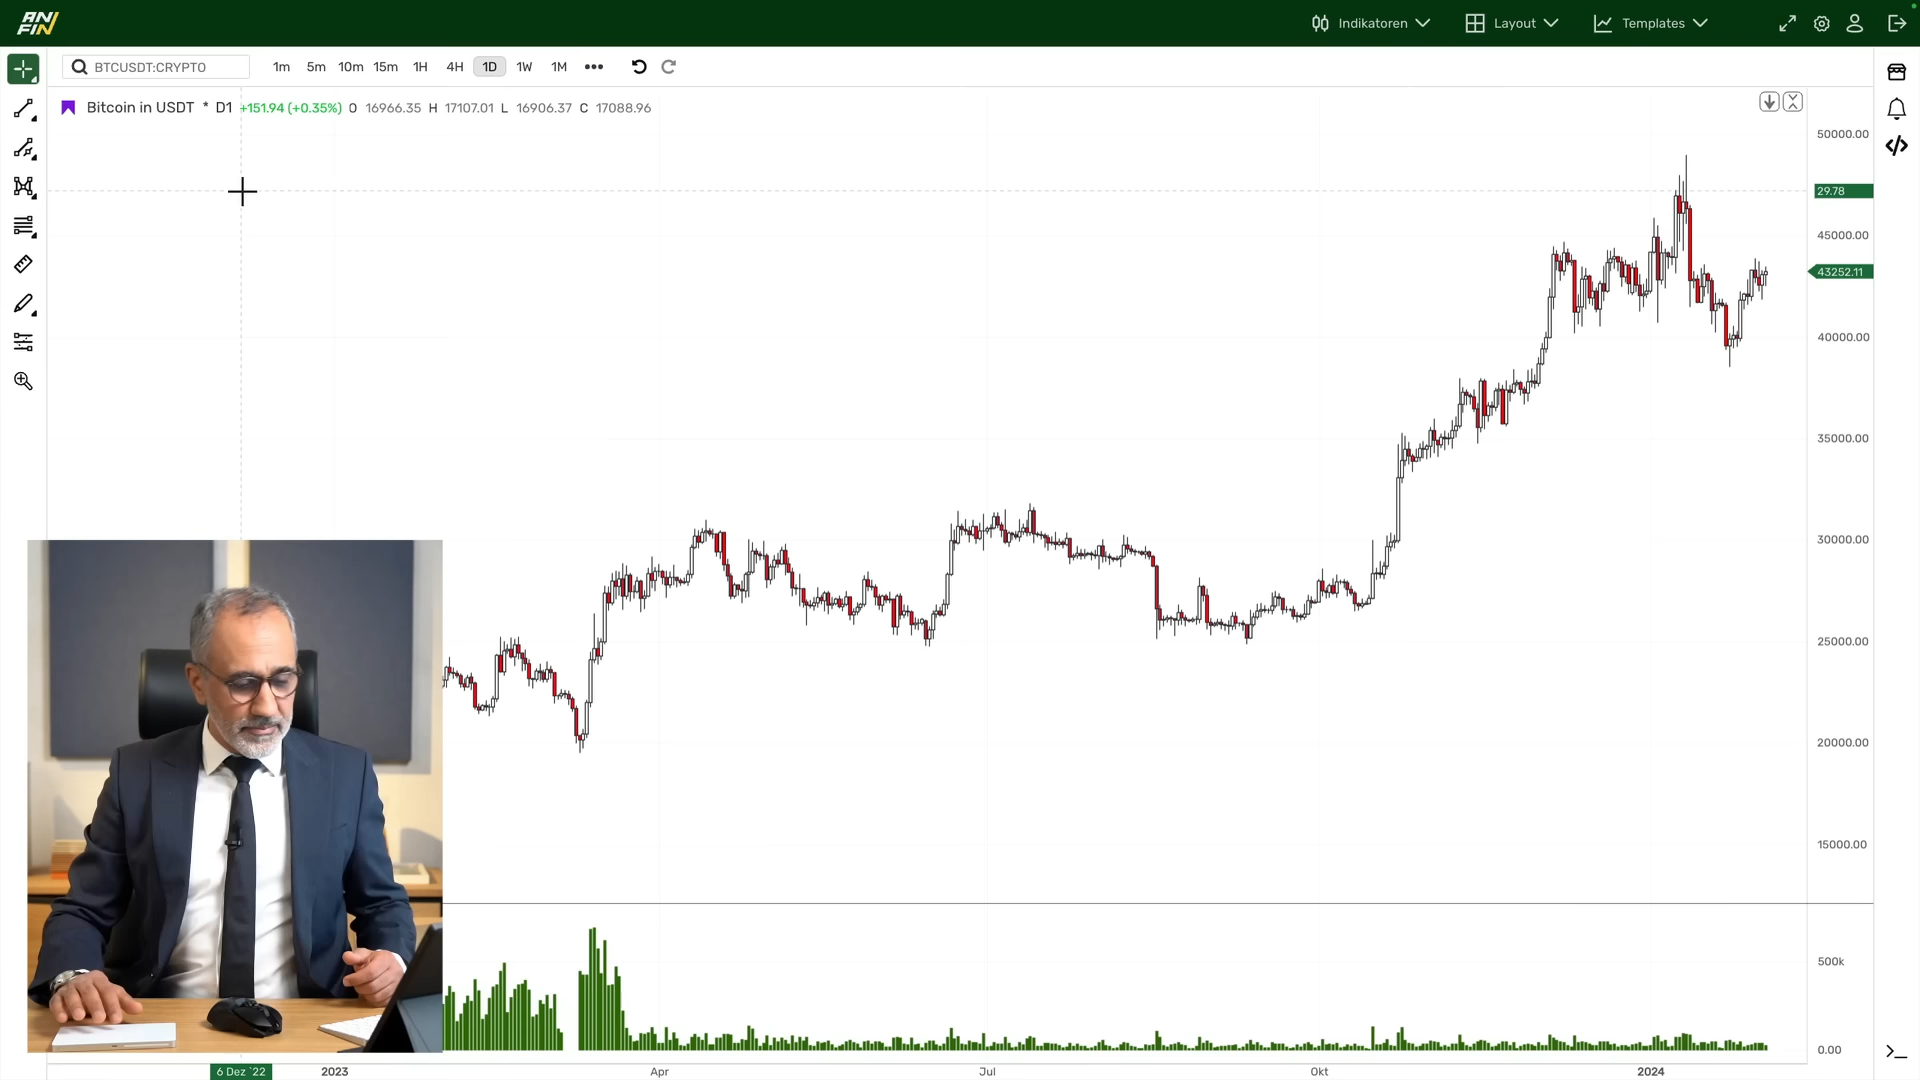 ANFIN
Indikatoren
Layout
Templates
BTCUSDT:CRYPTO
1m 5m 10m 15m 1H 4H 1D 1W 1M •••
Bitcoin in USDT * D1 +151.94 (+0.35%) O 16966.35 H 17107.01 L 16906.37 C 17088.96
50000.00
29.78
45000.00
43252.11
40000.00
35000.00
30000.00
25000.00
20000.00
15000.00
500k
0.00
6 Dez `22 2023 Apr Jul Okt 2024